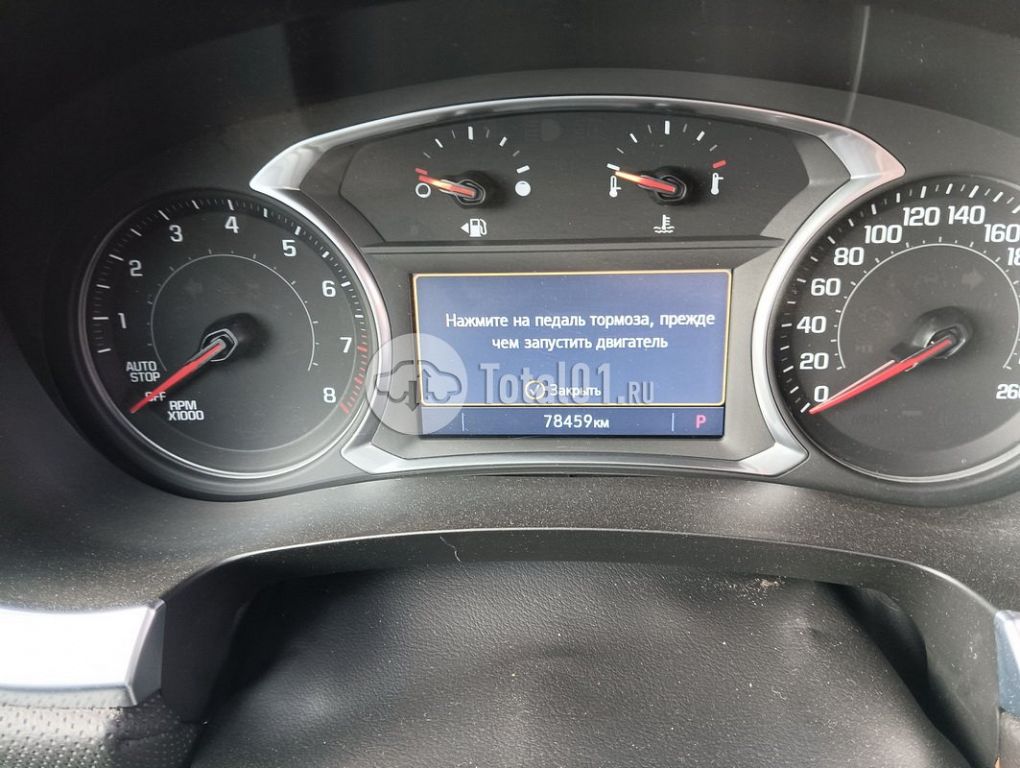 1
2
3
4
5
6
7
8
AUTO
STOP
OFF
RPM
X1000
Нажмите на педаль тормоза, прежде
чем запустить двигатель
Закрыть
78459км
P
Total01.RU
0
20
40
60
80
100
120
140
160